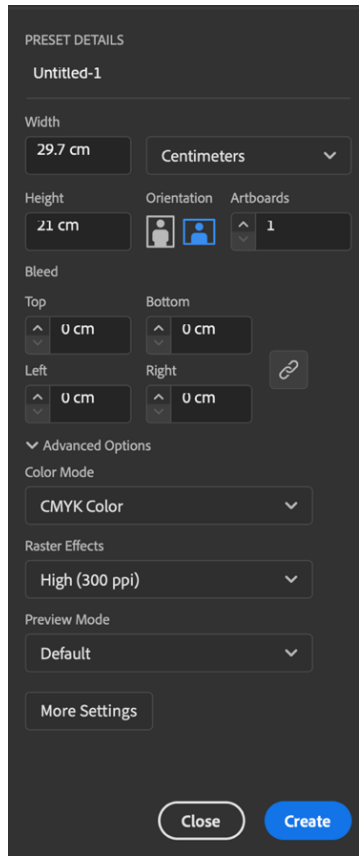 PRESET DETAILS
Untitled-1
Width
29.7 cm Centimeters
Height Orientation Artboards
21 cm 1
Bleed
Top Bottom
0 cm 0 cm
Left Right
0 cm 0 cm
Advanced Options
Color Mode
CMYK Color
Raster Effects
High (300 ppi)
Preview Mode
Default
More Settings
Close Create